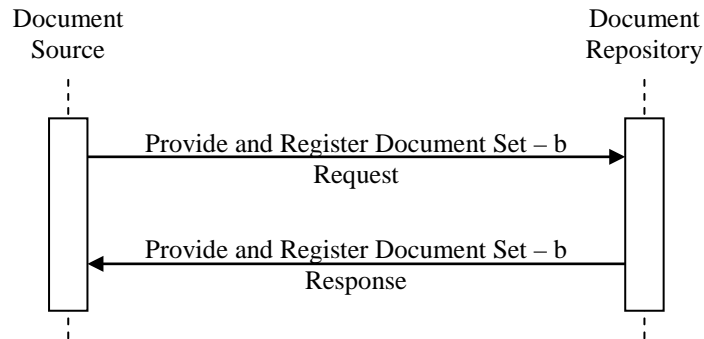 Document
Source
Document
Repository
Provide and Register Document Set – b
Request
Provide and Register Document Set – b
Response